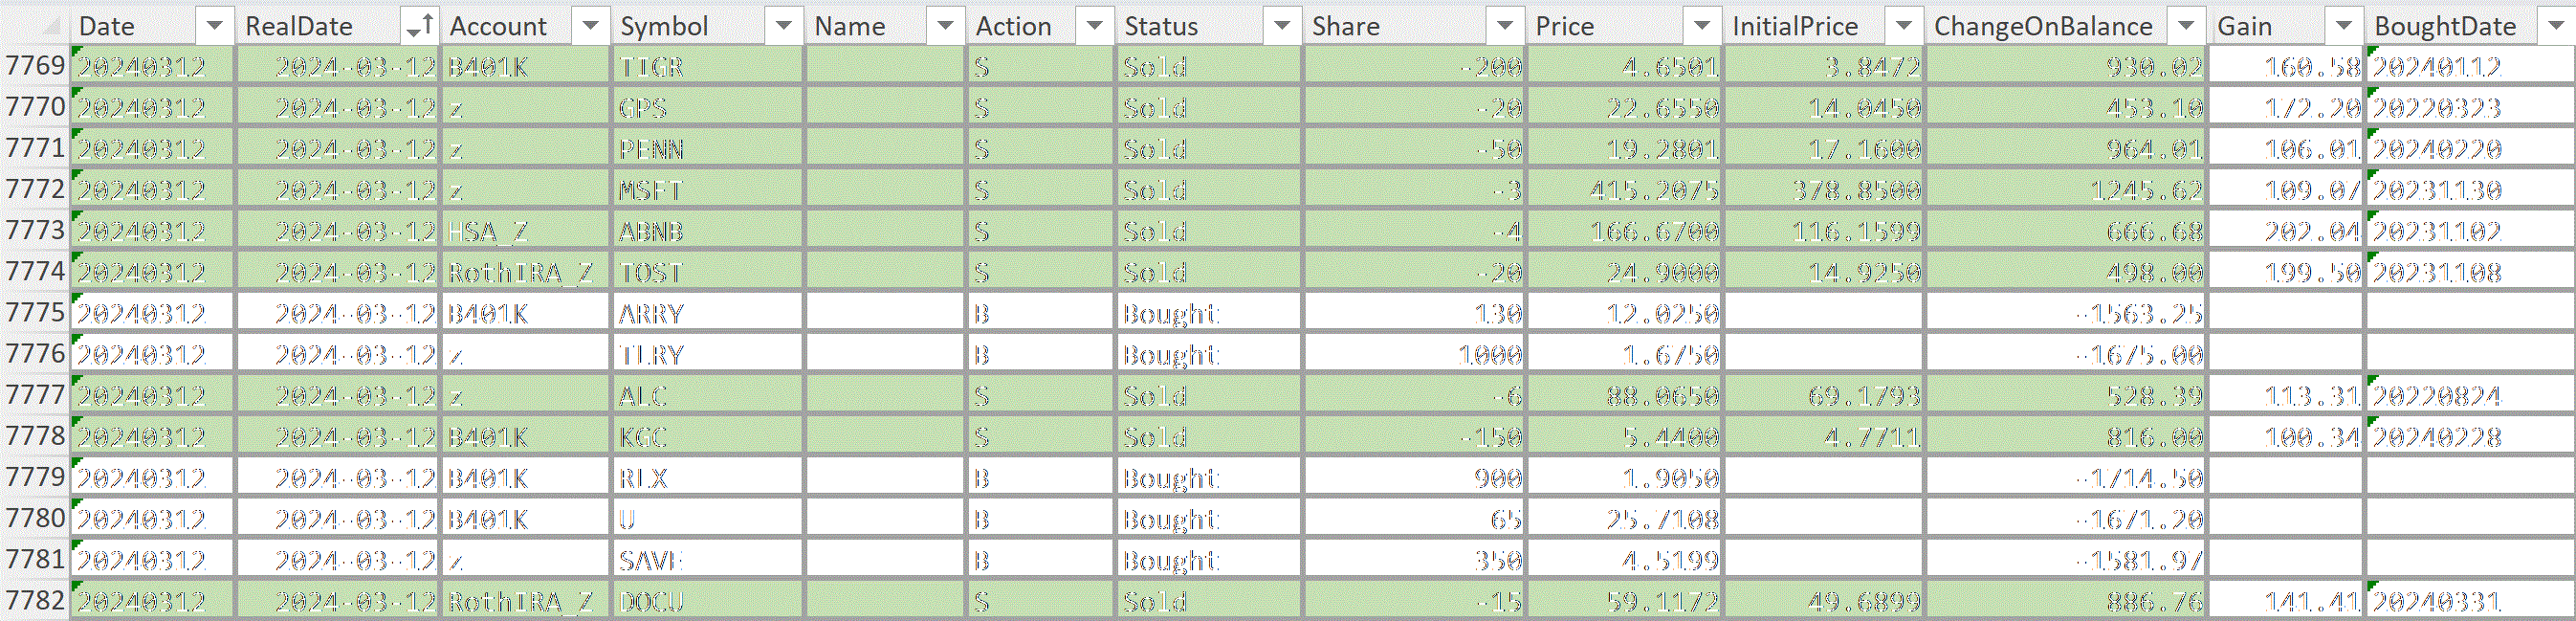 Date RealDate Account Symbol Name Action Status Share Price InitialPrice ChangeOnBalance Gain BoughtDate
7769 20240312 2024-03-12 B401K TIGR S Sold -200 4.6501 3.8472 930.02 160.58 20240112
7770 20240312 2024-03-12 z GPS S Sold -20 22.6550 14.0450 453.10 172.20 20220323
7771 20240312 2024-03-12 z PENN S Sold -50 19.2801 17.1600 964.01 106.01 20240220
7772 20240312 2024-03-12 z MSFT S Sold -3 415.2075 378.8500 1245.62 109.07 20231130
7773 20240312 2024-03-12 HSA_Z ABNB S Sold -4 166.6700 116.1599 666.68 202.04 20231102
7774 20240312 2024-03-12 RothIRA_Z TOST S Sold -20 24.9000 14.9250 498.00 199.50 20231108
7775 20240312 2024-03-12 B401K ARRY B Bought 130 12.0250 -1563.25
7776 20240312 2024-03-12 z TLRY B Bought 1000 1.6750 -1675.00
7777 20240312 2024-03-12 z ALC S Sold -6 88.0650 69.1793 528.39 113.31 20220824
7778 20240312 2024-03-12 B401K KGC S Sold -150 5.4400 4.7711 816.00 100.34 20240228
7779 20240312 2024-03-12 B401K RLX B Bought 900 1.9050 -1714.50
7780 20240312 2024-03-12 B401K U B Bought 65 25.7108 -1671.20
7781 20240312 2024-03-12 z SAVE B Bought 350 4.5199 -1581.97
7782 20240312 2024-03-12 RothIRA_Z DOCU S Sold -15 59.1172 49.6899 886.76 141.41 20240331